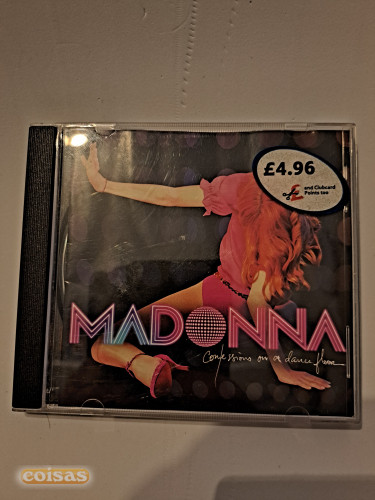 £4.96
and Clubcard
Points too
MADONNA
Confessions on a dance floor
coisas